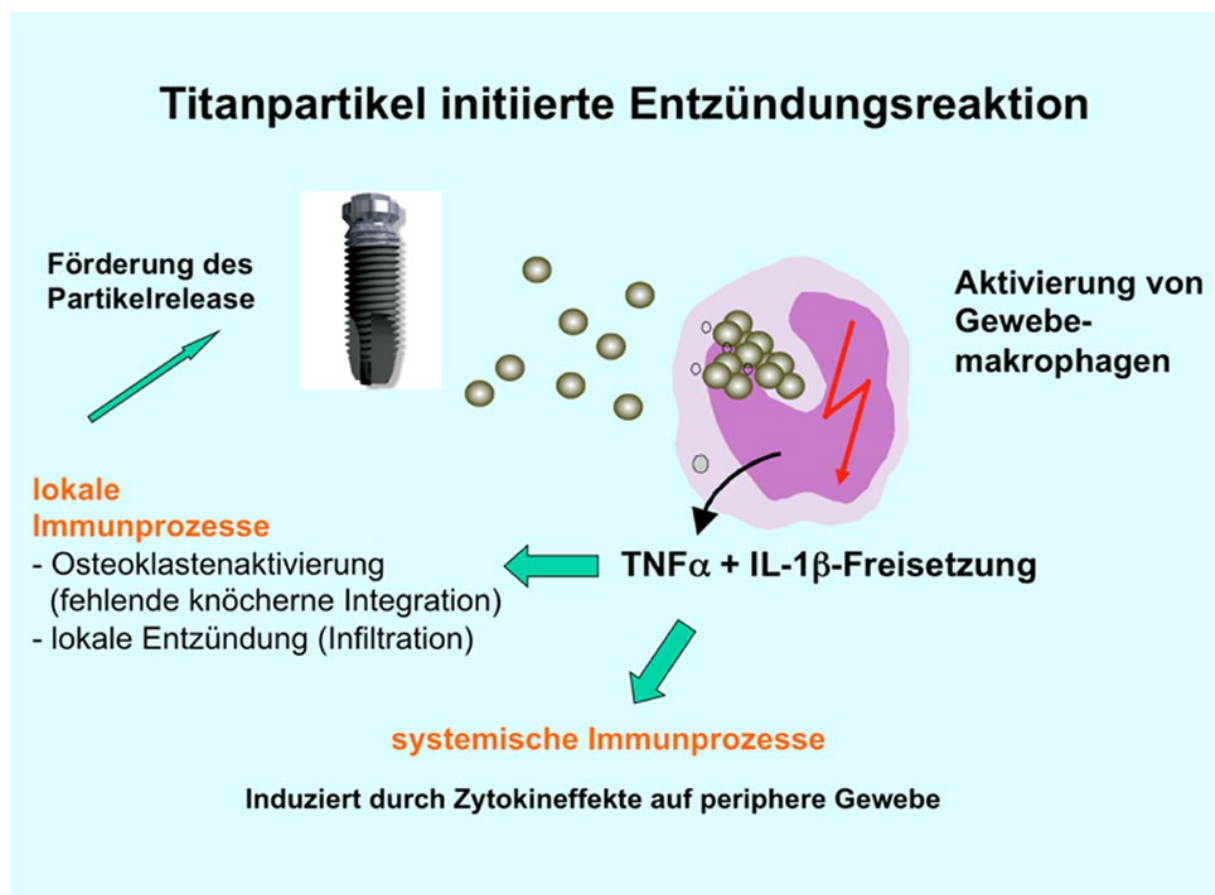 Titanpartikel initiierte Entzündungsreaktion
Förderung des
Partikelrelease
Aktivierung von
Gewebe-
makrophagen
lokale
Immunprozesse
- Osteoklastenaktivierung
(fehlende knöcherne Integration)
- lokale Entzündung (Infiltration)
TNFα + IL-1β-Freisetzung
systemische Immunprozesse
Induziert durch Zytokineffekte auf periphere Gewebe